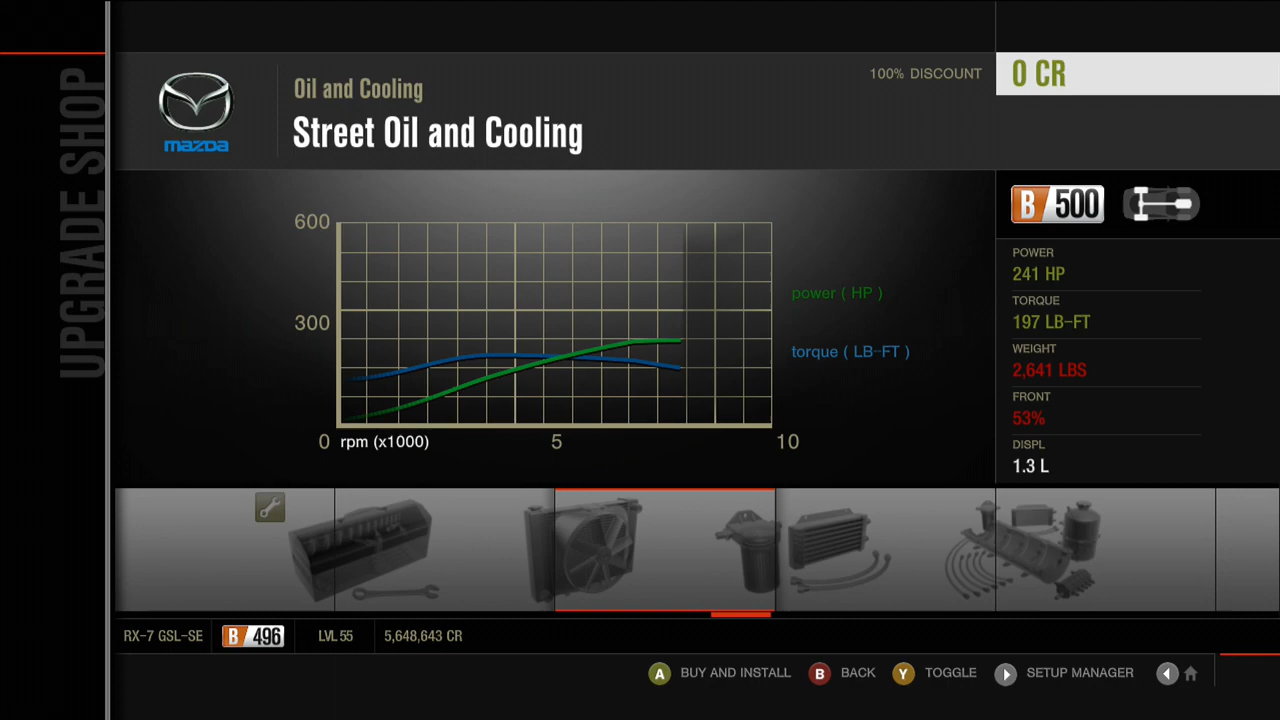 UPGRADE SHOP
mazda
Oil and Cooling
Street Oil and Cooling
100% DISCOUNT
0 CR
B 500
POWER
241 HP
TORQUE
197 LB-FT
WEIGHT
2,641 LBS
FRONT
53%
DISPL
1.3 L
600
300
power ( HP )
torque ( LB-FT )
0 rpm (x1000) 5 10
RX-7 GSL-SE B 496 LVL 55 5,648,643 CR
A BUY AND INSTALL B BACK Y TOGGLE SETUP MANAGER